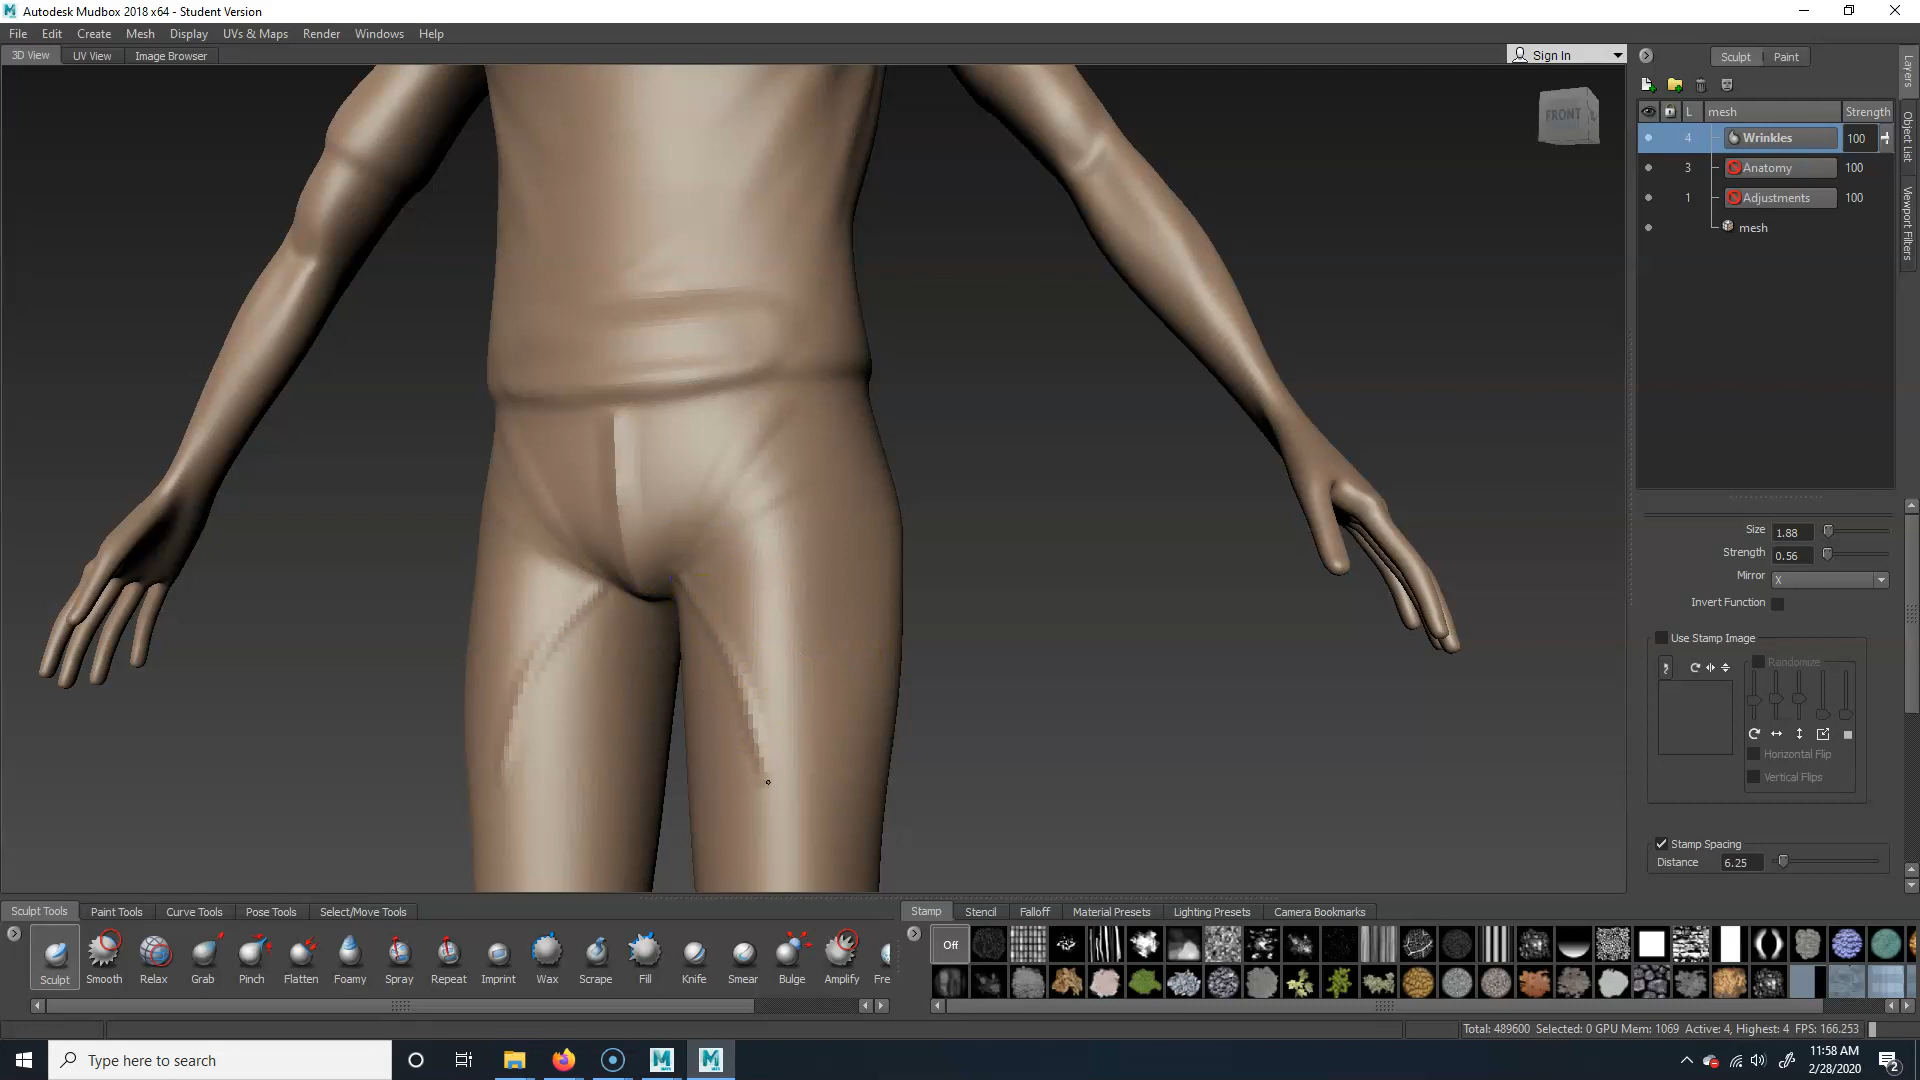 Autodesk Mudbox 2018 x64 - Student Version
File Edit Create Mesh Display UVs & Maps Render Windows Help
3D View UV View Image Browser
Sign In
Sculpt Paint
Layers
Object List
Viewport Filters
FRONT
L mesh Strength
4 Wrinkles 100
3 Anatomy 100
1 Adjustments 100
mesh
Size 1.88
Strength 0.56
Mirror X
Invert Function
Use Stamp Image
Randomize
Horizontal Flip
Vertical Flips
Stamp Spacing
Distance 6.25
Sculpt Tools Paint Tools Curve Tools Pose Tools Select/Move Tools
Sculpt Smooth Relax Grab Pinch Flatten Foamy Spray Repeat Imprint Wax Scrape Fill Knife Smear Bulge Amplify Fre
Stamp Stencil Falloff Material Presets Lighting Presets Camera Bookmarks
Off
Total: 489600 Selected: 0 GPU Mem: 1069 Active: 4, Highest: 4 FPS: 166.253
Type here to search
11:58 AM
2/28/2020
2